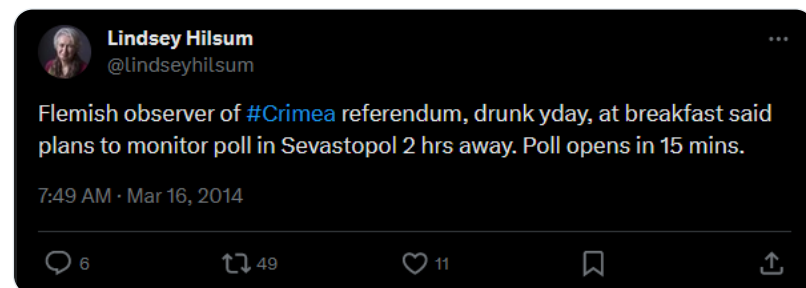 Lindsey Hilsum
@lindseyhilsum
Flemish observer of #Crimea referendum, drunk yday, at breakfast said
plans to monitor poll in Sevastopol 2 hrs away. Poll opens in 15 mins.
7:49 AM · Mar 16, 2014
6 49 11